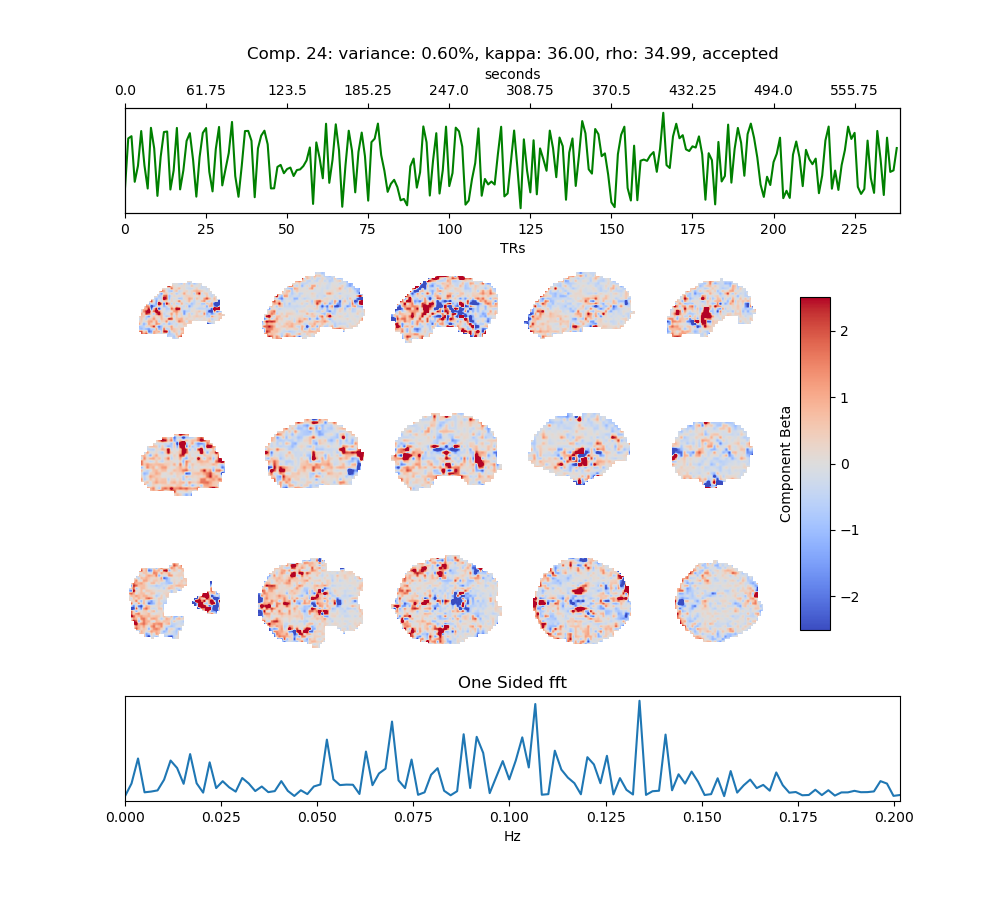 Comp. 24: variance: 0.60%, kappa: 36.00, rho: 34.99, accepted
seconds
0.0 61.75 123.5 185.25 247.0 308.75 370.5 432.25 494.0 555.75
0 25 50 75 100 125 150 175 200 225
TRs
2
1
0
−1
−2
Component Beta
One Sided fft
0.000 0.025 0.050 0.075 0.100 0.125 0.150 0.175 0.200
Hz